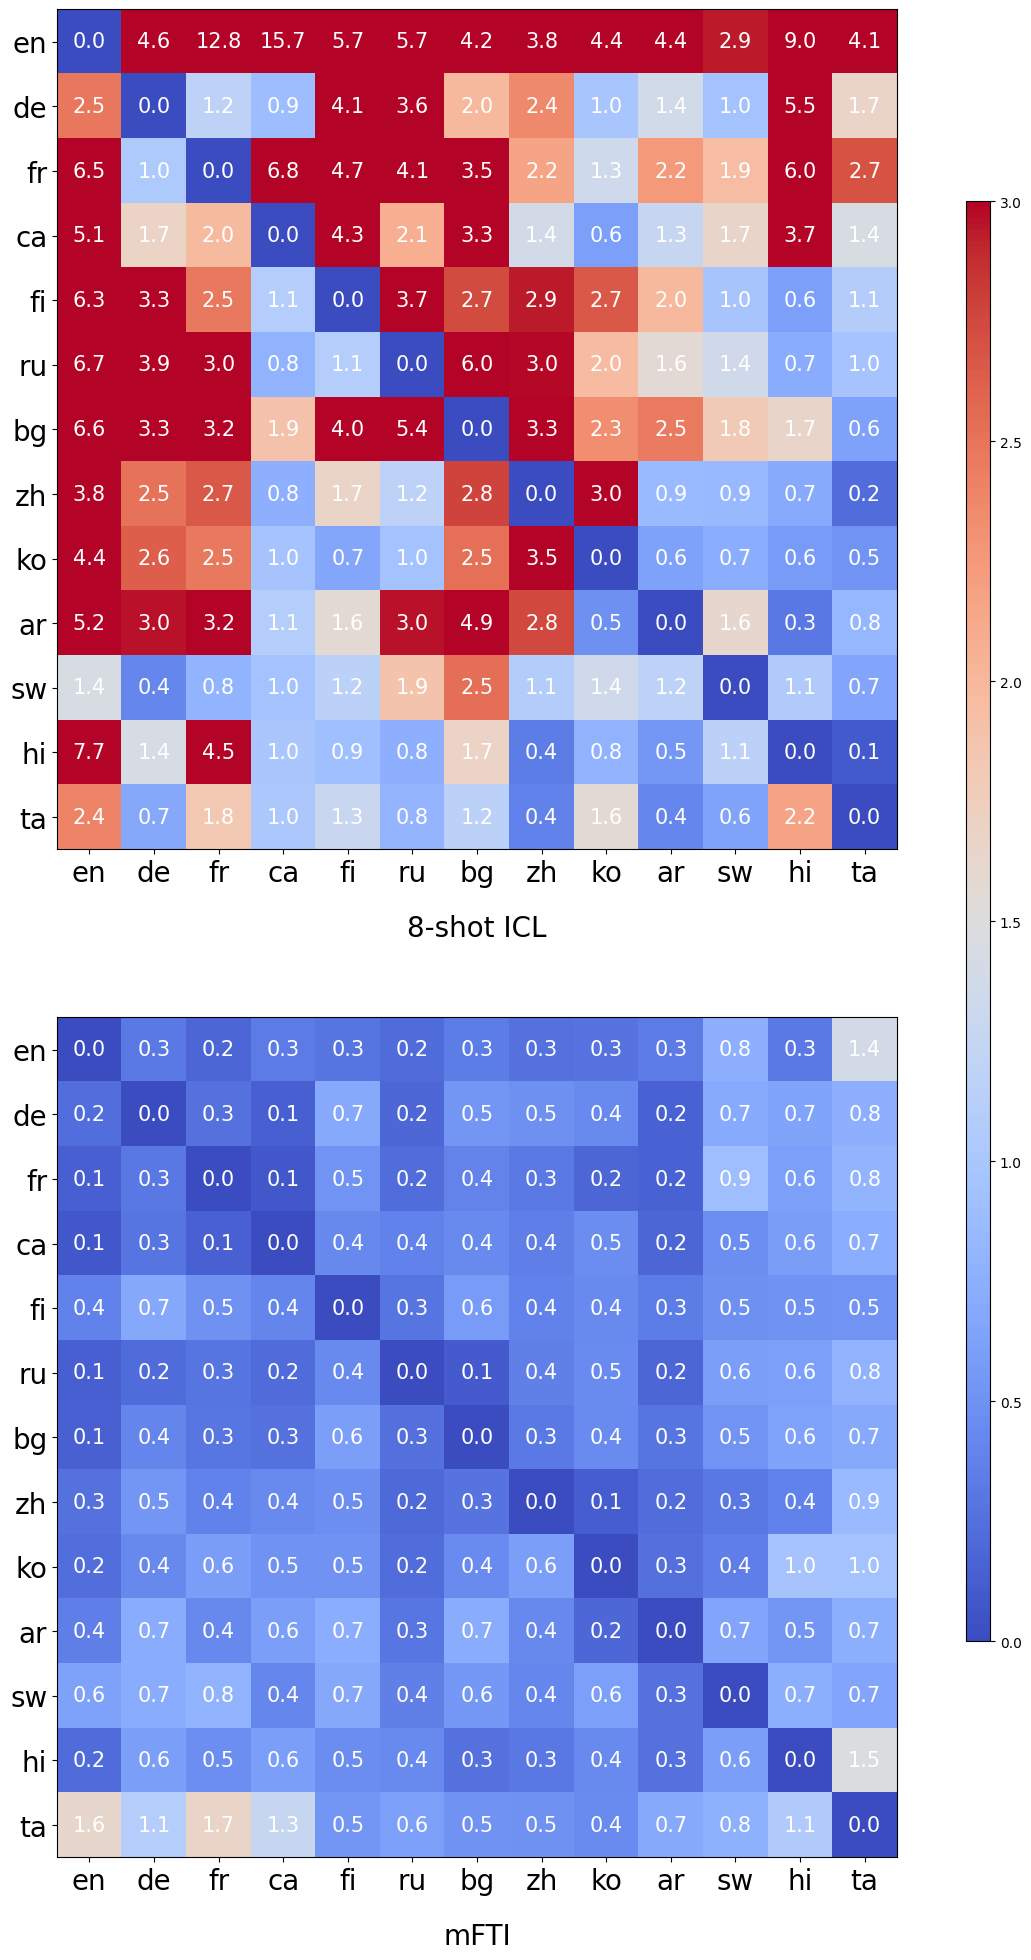 en 0.0 4.6 12.8 15.7 5.7 5.7 4.2 3.8 4.4 4.4 2.9 9.0 4.1
de 2.5 0.0 1.2 0.9 4.1 3.6 2.0 2.4 1.0 1.4 1.0 5.5 1.7
fr 6.5 1.0 0.0 6.8 4.7 4.1 3.5 2.2 1.3 2.2 1.9 6.0 2.7
ca 5.1 1.7 2.0 0.0 4.3 2.1 3.3 1.4 0.6 1.3 1.7 3.7 1.4
fi 6.3 3.3 2.5 1.1 0.0 3.7 2.7 2.9 2.7 2.0 1.0 0.6 1.1
ru 6.7 3.9 3.0 0.8 1.1 0.0 6.0 3.0 2.0 1.6 1.4 0.7 1.0
bg 6.6 3.3 3.2 1.9 4.0 5.4 0.0 3.3 2.3 2.5 1.8 1.7 0.6
zh 3.8 2.5 2.7 0.8 1.7 1.2 2.8 0.0 3.0 0.9 0.9 0.7 0.2
ko 4.4 2.6 2.5 1.0 0.7 1.0 2.5 3.5 0.0 0.6 0.7 0.6 0.5
ar 5.2 3.0 3.2 1.1 1.6 3.0 4.9 2.8 0.5 0.0 1.6 0.3 0.8
sw 1.4 0.4 0.8 1.0 1.2 1.9 2.5 1.1 1.4 1.2 0.0 1.1 0.7
hi 7.7 1.4 4.5 1.0 0.9 0.8 1.7 0.4 0.8 0.5 1.1 0.0 0.1
ta 2.4 0.7 1.8 1.0 1.3 0.8 1.2 0.4 1.6 0.4 0.6 2.2 0.0
en de fr ca fi ru bg zh ko ar sw hi ta
8-shot ICL
en 0.0 0.3 0.2 0.3 0.3 0.2 0.3 0.3 0.3 0.3 0.8 0.3 1.4
de 0.2 0.0 0.3 0.1 0.7 0.2 0.5 0.5 0.4 0.2 0.7 0.7 0.8
fr 0.1 0.3 0.0 0.1 0.5 0.2 0.4 0.3 0.2 0.2 0.9 0.6 0.8
ca 0.1 0.3 0.1 0.0 0.4 0.4 0.4 0.4 0.5 0.2 0.5 0.6 0.7
fi 0.4 0.7 0.5 0.4 0.0 0.3 0.6 0.4 0.4 0.3 0.5 0.5 0.5
ru 0.1 0.2 0.3 0.2 0.4 0.0 0.1 0.4 0.5 0.2 0.6 0.6 0.8
bg 0.1 0.4 0.3 0.3 0.6 0.3 0.0 0.3 0.4 0.3 0.5 0.6 0.7
zh 0.3 0.5 0.4 0.4 0.5 0.2 0.3 0.0 0.1 0.2 0.3 0.4 0.9
ko 0.2 0.4 0.6 0.5 0.5 0.2 0.4 0.6 0.0 0.3 0.4 1.0 1.0
ar 0.4 0.7 0.4 0.6 0.7 0.3 0.7 0.4 0.2 0.0 0.7 0.5 0.7
sw 0.6 0.7 0.8 0.4 0.7 0.4 0.6 0.4 0.6 0.3 0.0 0.7 0.7
hi 0.2 0.6 0.5 0.6 0.5 0.4 0.3 0.3 0.4 0.3 0.6 0.0 1.5
ta 1.6 1.1 1.7 1.3 0.5 0.6 0.5 0.5 0.4 0.7 0.8 1.1 0.0
en de fr ca fi ru bg zh ko ar sw hi ta
mFTI
3.0
2.5
2.0
1.5
1.0
0.5
0.0